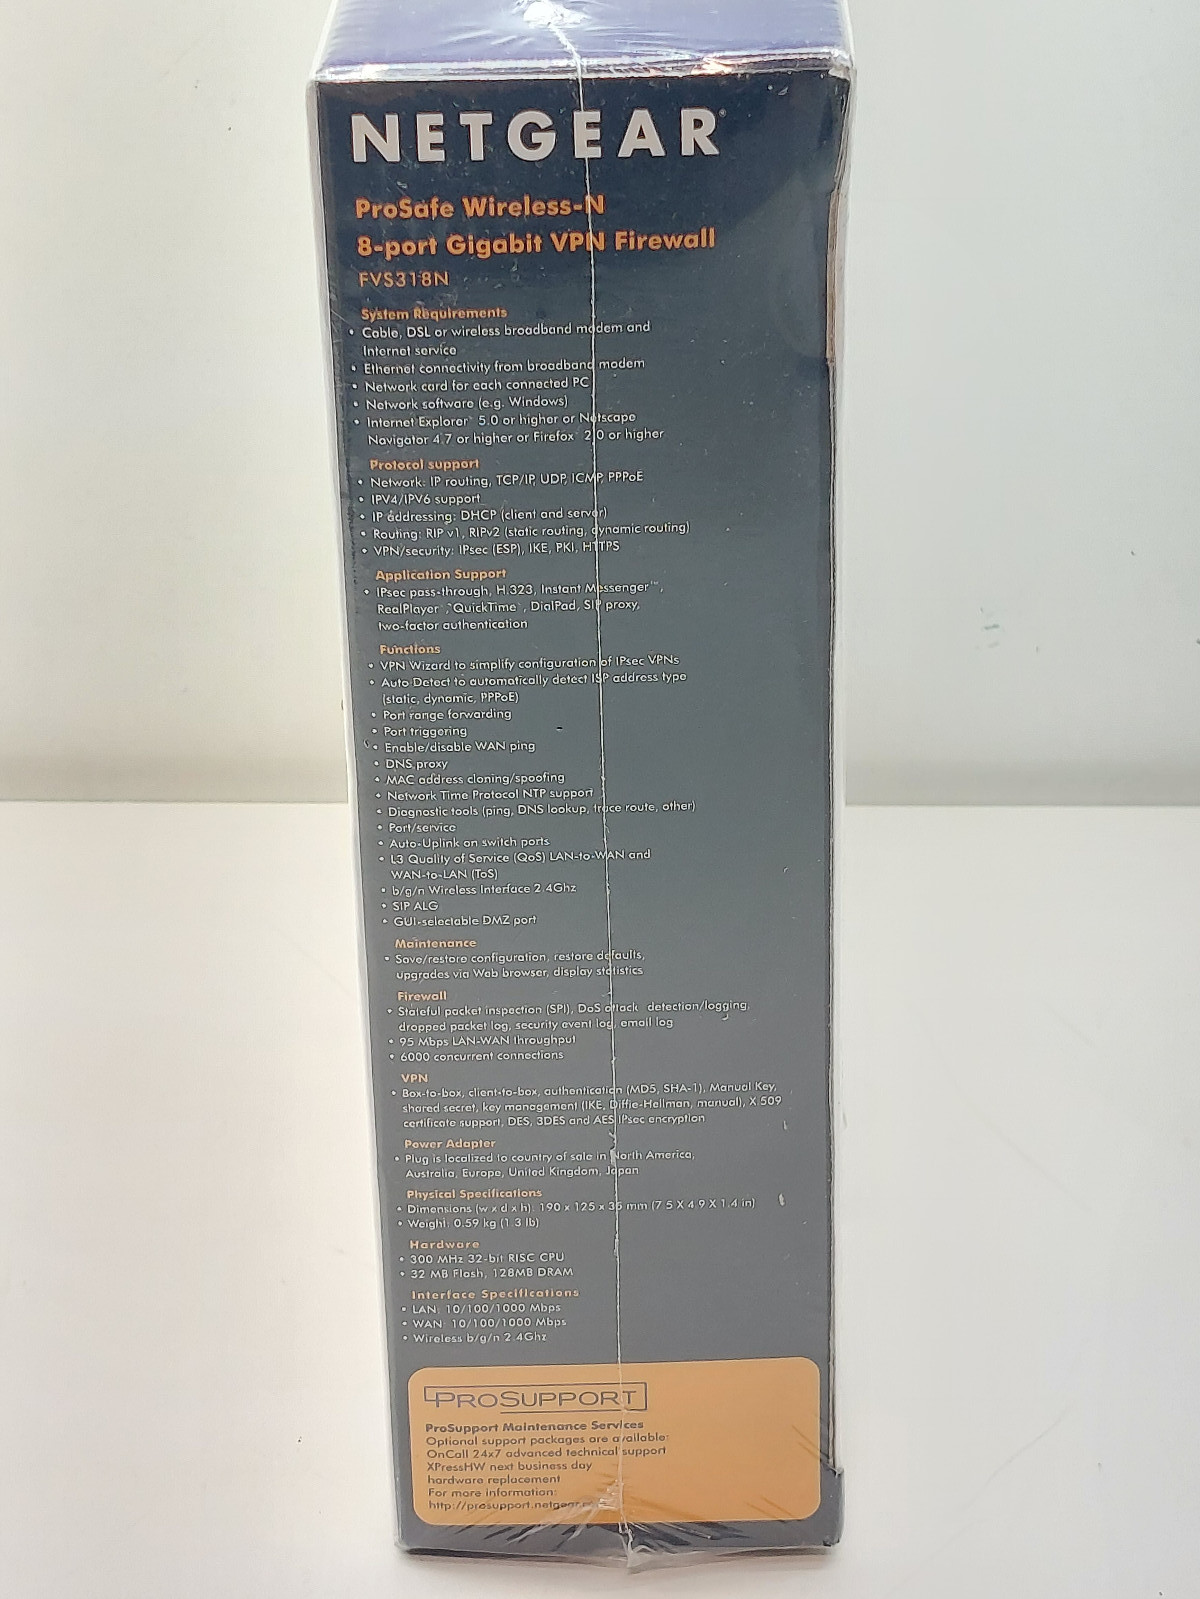 NETGEAR®
ProSafe Wireless-N
8-port Gigabit VPN Firewall
FVS318N
System Requirements
• Cable, DSL or wireless broadband modem and
Internet service
• Ethernet connectivity from broadband modem
• Network card for each connected PC
• Network software (e.g. Windows)
• Internet Explorer® 5.0 or higher or Netscape
Navigator 4.7 or higher or Firefox® 2.0 or higher
Protocol support
• Network: IP routing, TCP/IP, UDP, ICMP, PPPoE
• IPV4/IPV6 support
• IP addressing: DHCP (client and server)
• Routing: RIP v1, RIPv2 (static routing, dynamic routing)
• VPN/security: IPsec (ESP), IKE, PKI, HTTPS
Application Support
• IPsec pass-through, H.323, Instant Messenger™,
RealPlayer®, QuickTime®, DialPad, SIP proxy,
two-factor authentication
Functions
• VPN Wizard to simplify configuration of IPsec VPNs
• Auto Detect to automatically detect ISP address type
(static, dynamic, PPPoE)
• Port range forwarding
• Port triggering
• Enable/disable WAN ping
• DNS proxy
• MAC address cloning/spoofing
• Network Time Protocol NTP support
• Diagnostic tools (ping, DNS lookup, trace route, other)
• Port/service
• Auto-Uplink on switch ports
• L3 Quality of Service (QoS) LAN-to-WAN and
WAN-to-LAN (ToS)
• b/g/n Wireless Interface 2.4Ghz
• SIP ALG
• GUI-selectable DMZ port
Maintenance
• Save/restore configuration, restore defaults,
upgrades via Web browser, display statistics
Firewall
• Stateful packet inspection (SPI), DoS attack detection/logging,
dropped packet log, security event log, email log
• 95 Mbps LAN-WAN throughput
• 6000 concurrent connections
VPN
• Box-to-box, client-to-box, authentication (MD5, SHA-1), Manual Key,
shared secret, key management (IKE, Diffie-Hellman, manual), X.509
certificate support, DES, 3DES and AES IPsec encryption
Power Adapter
• Plug is localized to country of sale in North America,
Australia, Europe, United Kingdom, Japan
Physical Specifications
• Dimensions (w x d x h): 190 x 125 x 35 mm (7.5 X 4.9 X 1.4 in)
• Weight: 0.59 kg (1.3 lb)
Hardware
• 300 MHz 32-bit RISC CPU
• 32 MB Flash, 128MB DRAM
Interface Specifications
• LAN: 10/100/1000 Mbps
• WAN: 10/100/1000 Mbps
• Wireless b/g/n 2.4Ghz
PROSUPPORT
ProSupport Maintenance Services
Optional support packages are available:
OnCall 24x7 advanced technical support
XPressHW next business day
hardware replacement
For more information:
http://prosupport.netgear